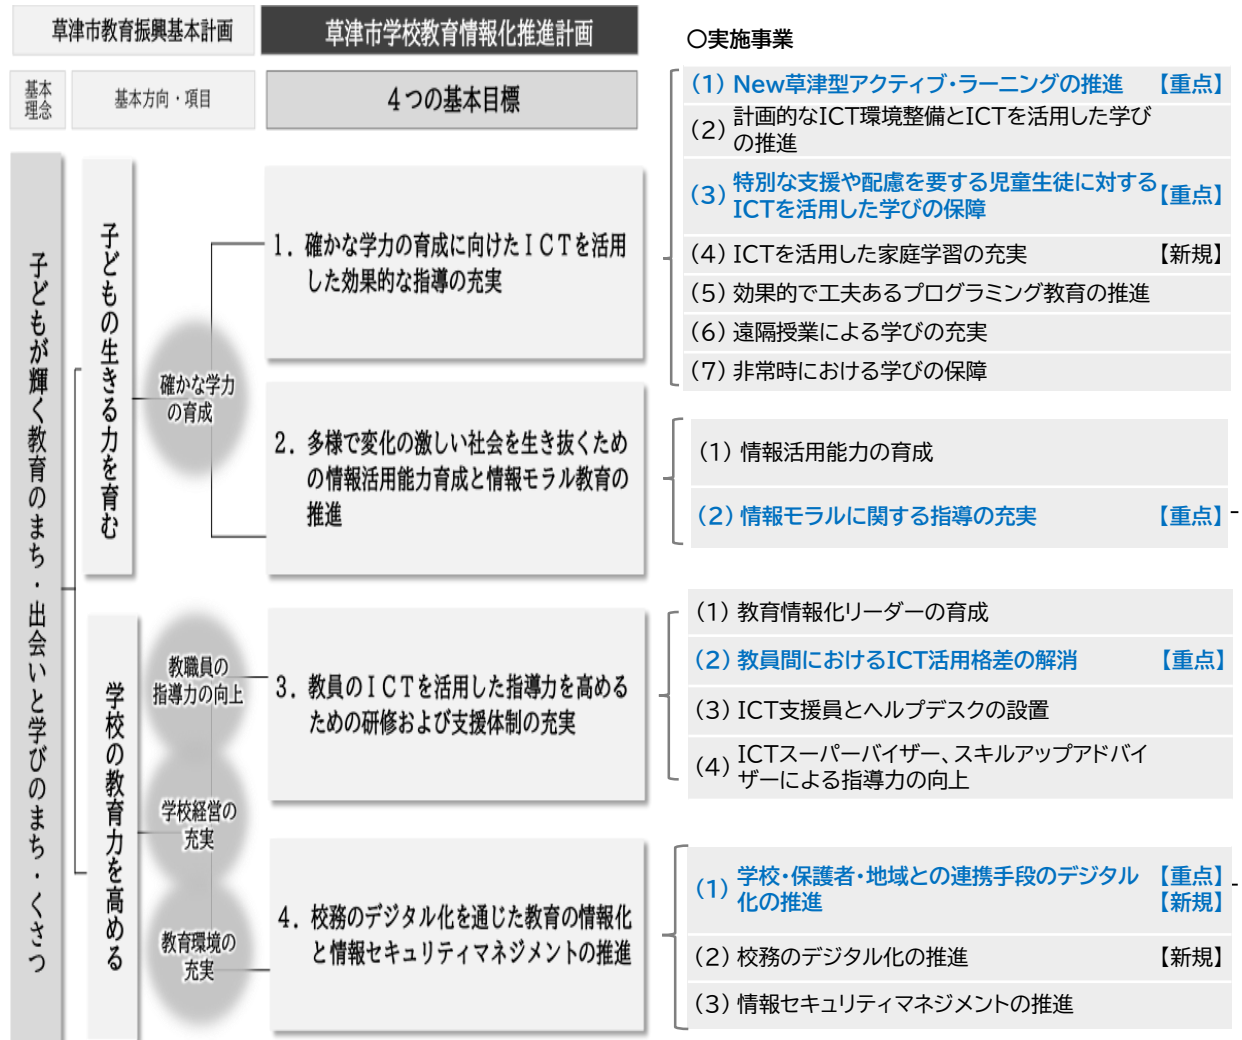 草津市教育振興基本計画
草津市学校教育情報化推進計画
〇実施事業
基本
理念
基本方向・項目
4つの基本目標
子どもが輝く教育のまち・出会いと学びのまち・くさつ
子どもの生きる力を育む
確かな学力
の育成
1．確かな学力の育成に向けたＩＣＴを活用
した効果的な指導の充実
(1) New草津型アクティブ・ラーニングの推進 【重点】
(2) 計画的なICT環境整備とICTを活用した学び
の推進
(3) 特別な支援や配慮を要する児童生徒に対する
ICTを活用した学びの保障 【重点】
(4) ICTを活用した家庭学習の充実 【新規】
(5) 効果的で工夫あるプログラミング教育の推進
(6) 遠隔授業による学びの充実
(7) 非常時における学びの保障
2．多様で変化の激しい社会を生き抜くため
の情報活用能力育成と情報モラル教育の
推進
(1) 情報活用能力の育成
(2) 情報モラルに関する指導の充実 【重点】
学校の教育力を高める
教職員の
指導力の向上
学校経営の
充実
教育環境の
充実
3．教員のＩＣＴを活用した指導力を高める
ための研修および支援体制の充実
(1) 教育情報化リーダーの育成
(2) 教員間におけるICT活用格差の解消 【重点】
(3) ICT支援員とヘルプデスクの設置
(4) ICTスーパーバイザー、スキルアップアドバイ
ザーによる指導力の向上
4．校務のデジタル化を通じた教育の情報化
と情報セキュリティマネジメントの推進
(1) 学校・保護者・地域との連携手段のデジタル 【重点】
化の推進 【新規】
(2) 校務のデジタル化の推進 【新規】
(3) 情報セキュリティマネジメントの推進